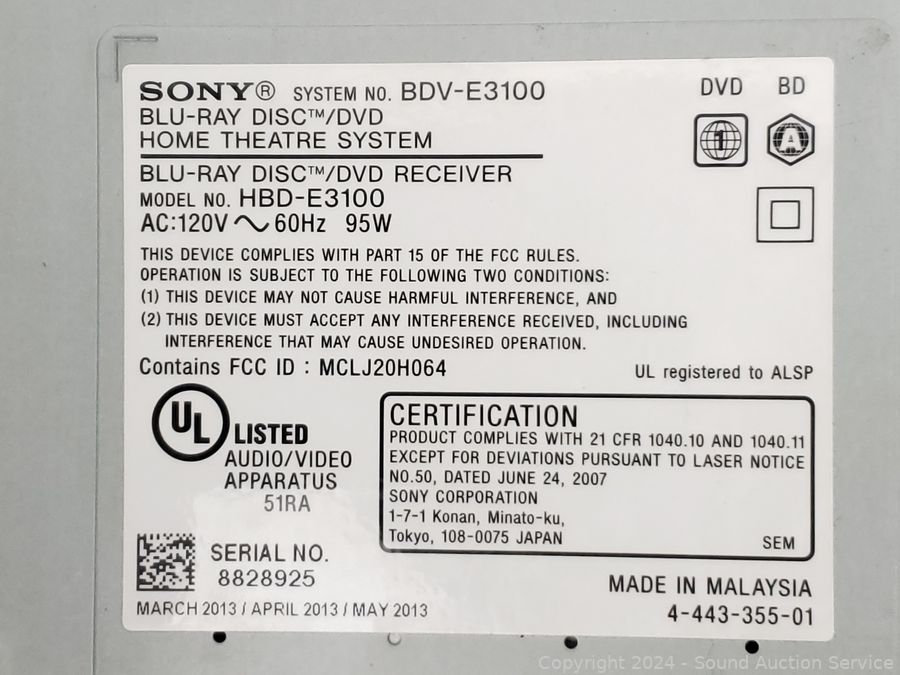 SONY® SYSTEM NO. BDV-E3100
BLU-RAY DISC™/DVD
HOME THEATRE SYSTEM
BLU-RAY DISC™/DVD RECEIVER
MODEL NO. HBD-E3100
AC:120V ～ 60Hz 95W
DVD BD
1 A
THIS DEVICE COMPLIES WITH PART 15 OF THE FCC RULES.
OPERATION IS SUBJECT TO THE FOLLOWING TWO CONDITIONS:
(1) THIS DEVICE MAY NOT CAUSE HARMFUL INTERFERENCE, AND
(2) THIS DEVICE MUST ACCEPT ANY INTERFERENCE RECEIVED, INCLUDING
INTERFERENCE THAT MAY CAUSE UNDESIRED OPERATION.
Contains FCC ID : MCLJ20H064
UL registered to ALSP
UL LISTED
AUDIO/VIDEO
APPARATUS
51RA
CERTIFICATION
PRODUCT COMPLIES WITH 21 CFR 1040.10 AND 1040.11
EXCEPT FOR DEVIATIONS PURSUANT TO LASER NOTICE
NO.50, DATED JUNE 24, 2007
SONY CORPORATION
1-7-1 Konan, Minato-ku,
Tokyo, 108-0075 JAPAN
SEM
SERIAL NO.
8828925
MARCH 2013 / APRIL 2013 / MAY 2013
MADE IN MALAYSIA
4-443-355-01
Copyright 2024 - Sound Auction Service